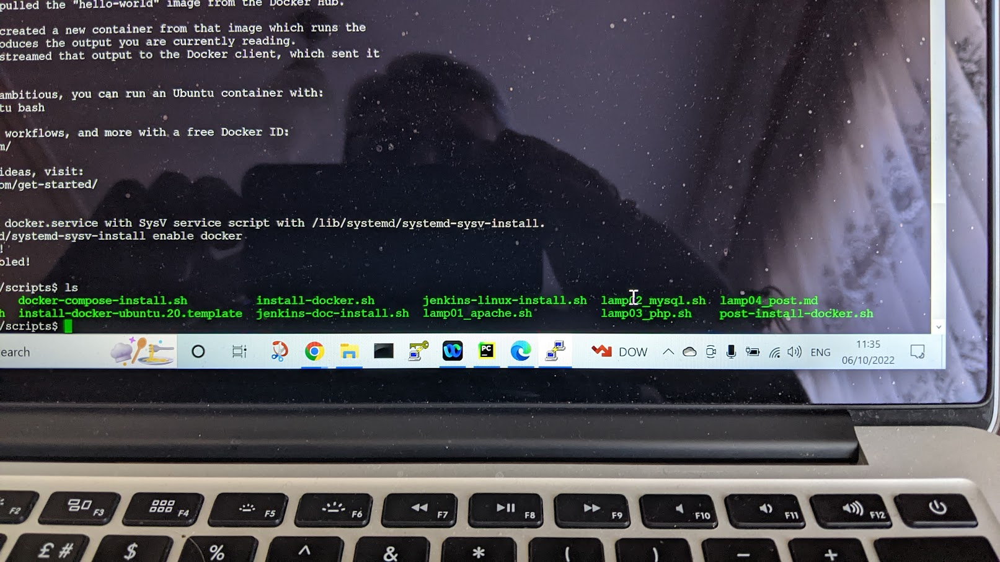 pulled the "hello-world" image from the Docker Hub.
created a new container from that image which runs the
oduces the output you are currently reading.
streamed that output to the Docker client, which sent it
ambitious, you can run an Ubuntu container with:
tu bash
workflows, and more with a free Docker ID:
m/
ideas, visit:
om/get-started/
docker.service with SysV service script with /lib/systemd/systemd-sysv-install.
d/systemd-sysv-install enable docker
!
oled!
/scripts$ ls
docker-compose-install.sh install-docker.sh jenkins-linux-install.sh lamp02_mysql.sh lamp04_post.md
h install-docker-ubuntu.20.template jenkins-doc-install.sh lamp01_apache.sh lamp03_php.sh post-install-docker.sh
/scripts$
earch PC DOW ENG 11:35
06/10/2022
F2 F3 F4 F5 F6 F7 F8 F9 F10 F11 F12
£ # $ % ^ & * ( ) - +